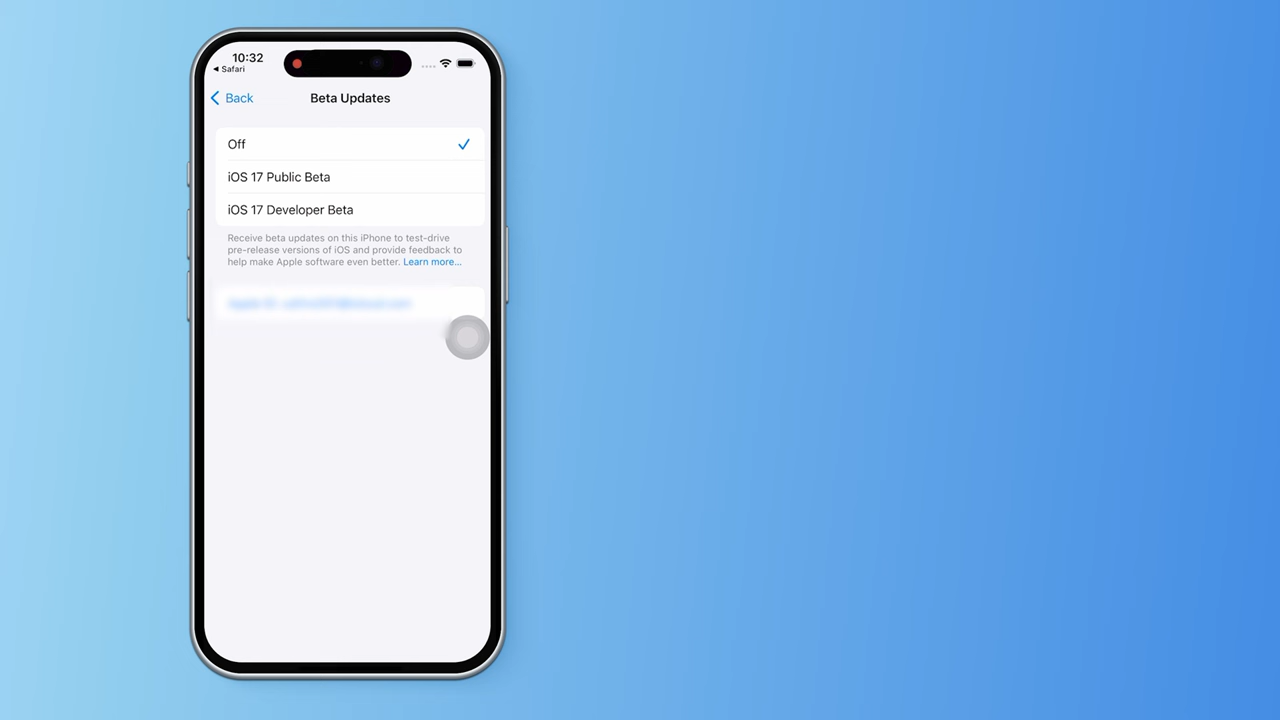 10:32
◀ Safari
Back
Beta Updates
Off
iOS 17 Public Beta
iOS 17 Developer Beta
Receive beta updates on this iPhone to test-drive
pre-release versions of iOS and provide feedback to
help make Apple software even better. Learn more...